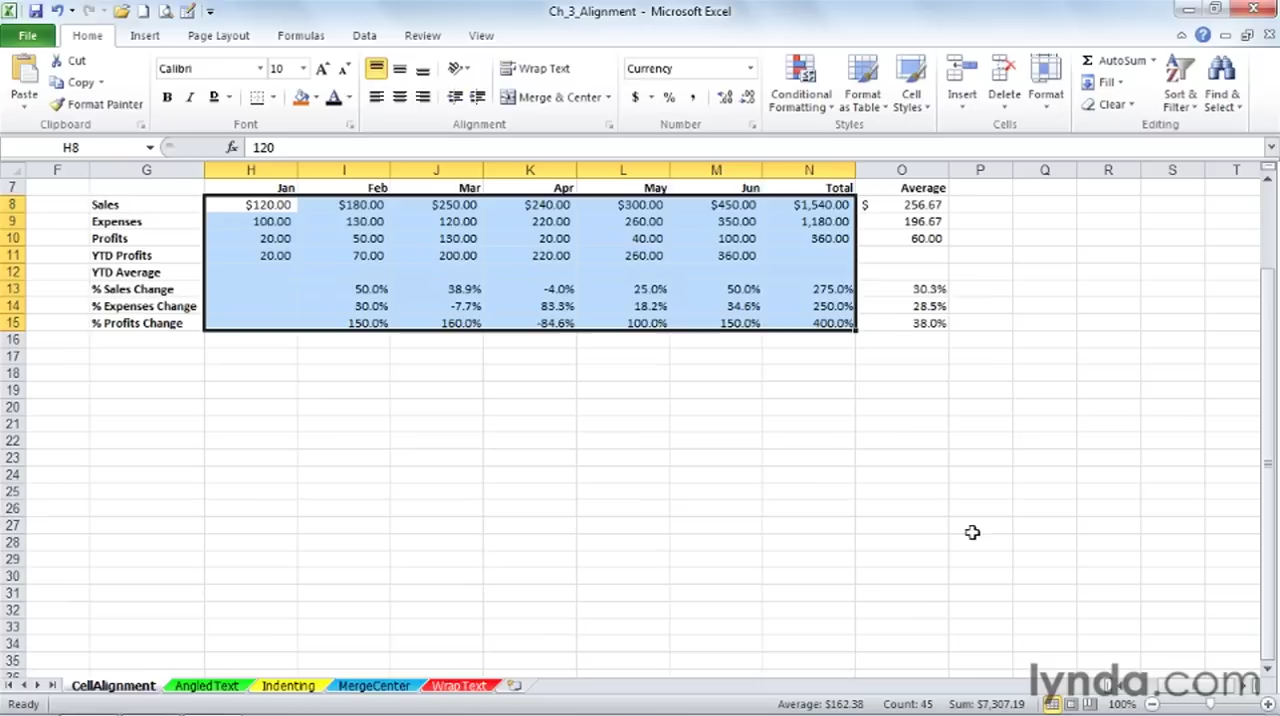 Ch_3_Alignment - Microsoft Excel
File Home Insert Page Layout Formulas Data Review View
Paste Cut Copy Format Painter Clipboard
Calibri 10 B I D A Font
Wrap Text Merge & Center Alignment
Currency $ % , Number
Conditional Formatting Format as Table Cell Styles Styles
Insert Delete Format Cells
Σ AutoSum Fill Clear Sort & Filter Find & Select Editing
H8 fx 120
F G H I J K L M N O P Q R S T
7 Jan Feb Mar Apr May Jun Total Average
8 Sales $120.00 $180.00 $250.00 $240.00 $300.00 $450.00 $1,540.00 $ 256.67
9 Expenses 100.00 130.00 120.00 220.00 260.00 350.00 1,180.00 196.67
10 Profits 20.00 50.00 130.00 20.00 40.00 100.00 360.00 60.00
11 YTD Profits 20.00 70.00 200.00 220.00 260.00 360.00
12 YTD Average
13 % Sales Change 50.0% 38.9% -4.0% 25.0% 50.0% 275.0% 30.3%
14 % Expenses Change 30.0% -7.7% 83.3% 18.2% 34.6% 250.0% 28.5%
15 % Profits Change 150.0% 160.0% -84.6% 100.0% 150.0% 400.0% 38.0%
16
17
18
19
20
21
22
23
24
25
26
27
28
29
30
31
32
33
34
35
CellAlignment AngledText Indenting MergeCenter WrapText
lynda.com
Ready Average: $162.38 Count: 45 Sum: $7,307.19 100%